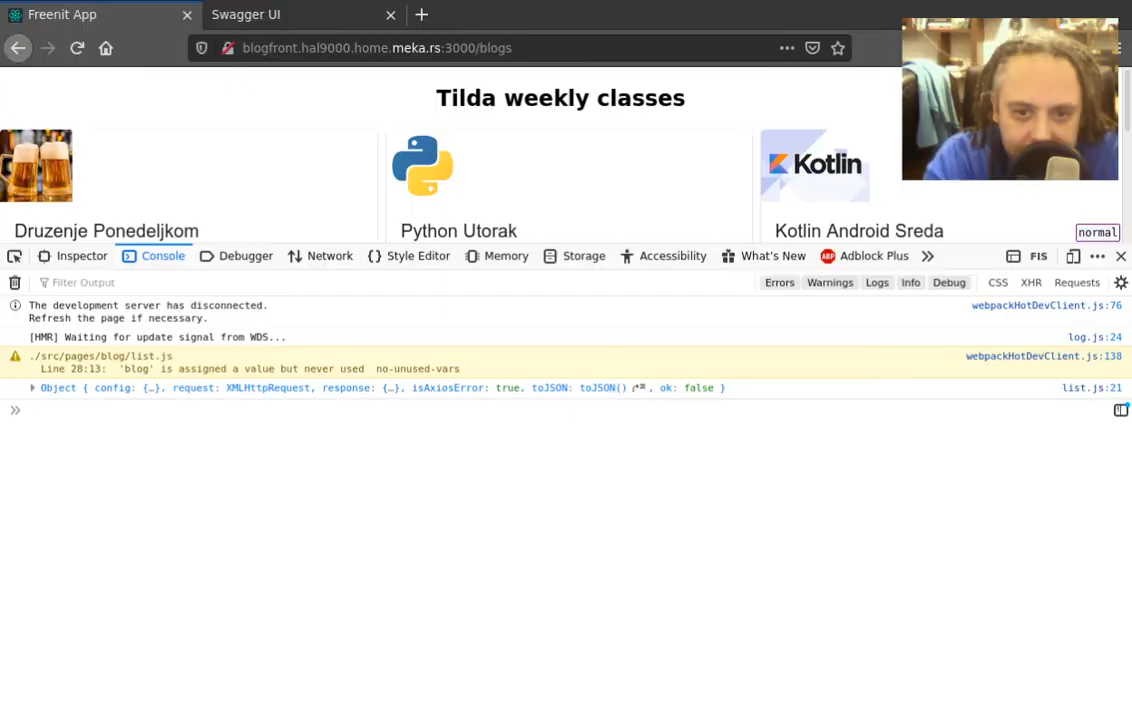 Freenit App
Swagger UI
blogfront.hal9000.home.meka.rs:3000/blogs
Tilda weekly classes
Kotlin
Druzenje Ponedeljkom
Python Utorak
Kotlin Android Sreda
normal
Inspector Console Debugger Network Style Editor Memory Storage Accessibility What's New Adblock Plus FIS
Filter Output
Errors Warnings Logs Info Debug CSS XHR Requests
The development server has disconnected.
Refresh the page if necessary.
webpackHotDevClient.js:76
[HMR] Waiting for update signal from WDS...
log.js:24
./src/pages/blog/list.js
webpackHotDevClient.js:138
Line 28:13: 'blog' is assigned a value but never used no-unused-vars
Object { config: {…}, request: XMLHttpRequest, response: {…}, isAxiosError: true, toJSON: toJSON(), ok: false }
list.js:21